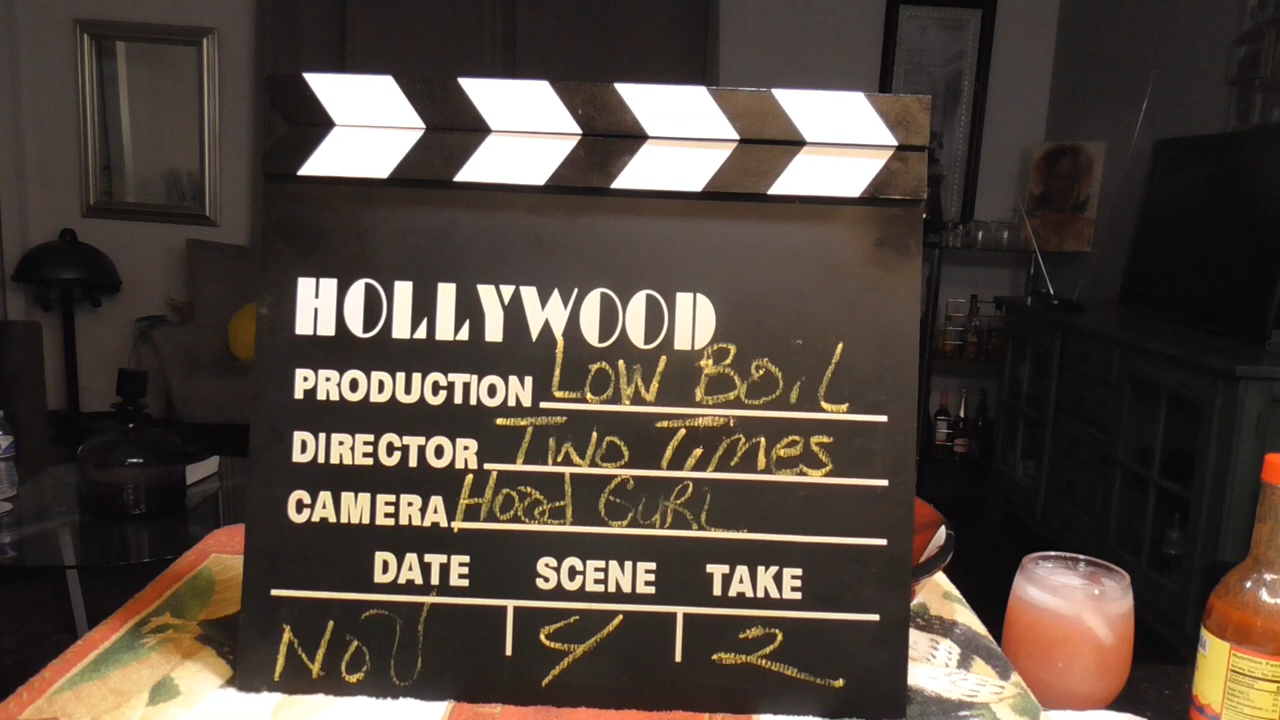 HOLLYWOOD
PRODUCTION LOW BOiL
DIRECTOR TWO Times
CAMERA Hood GURL
DATE SCENE TAKE
NOV 4 2